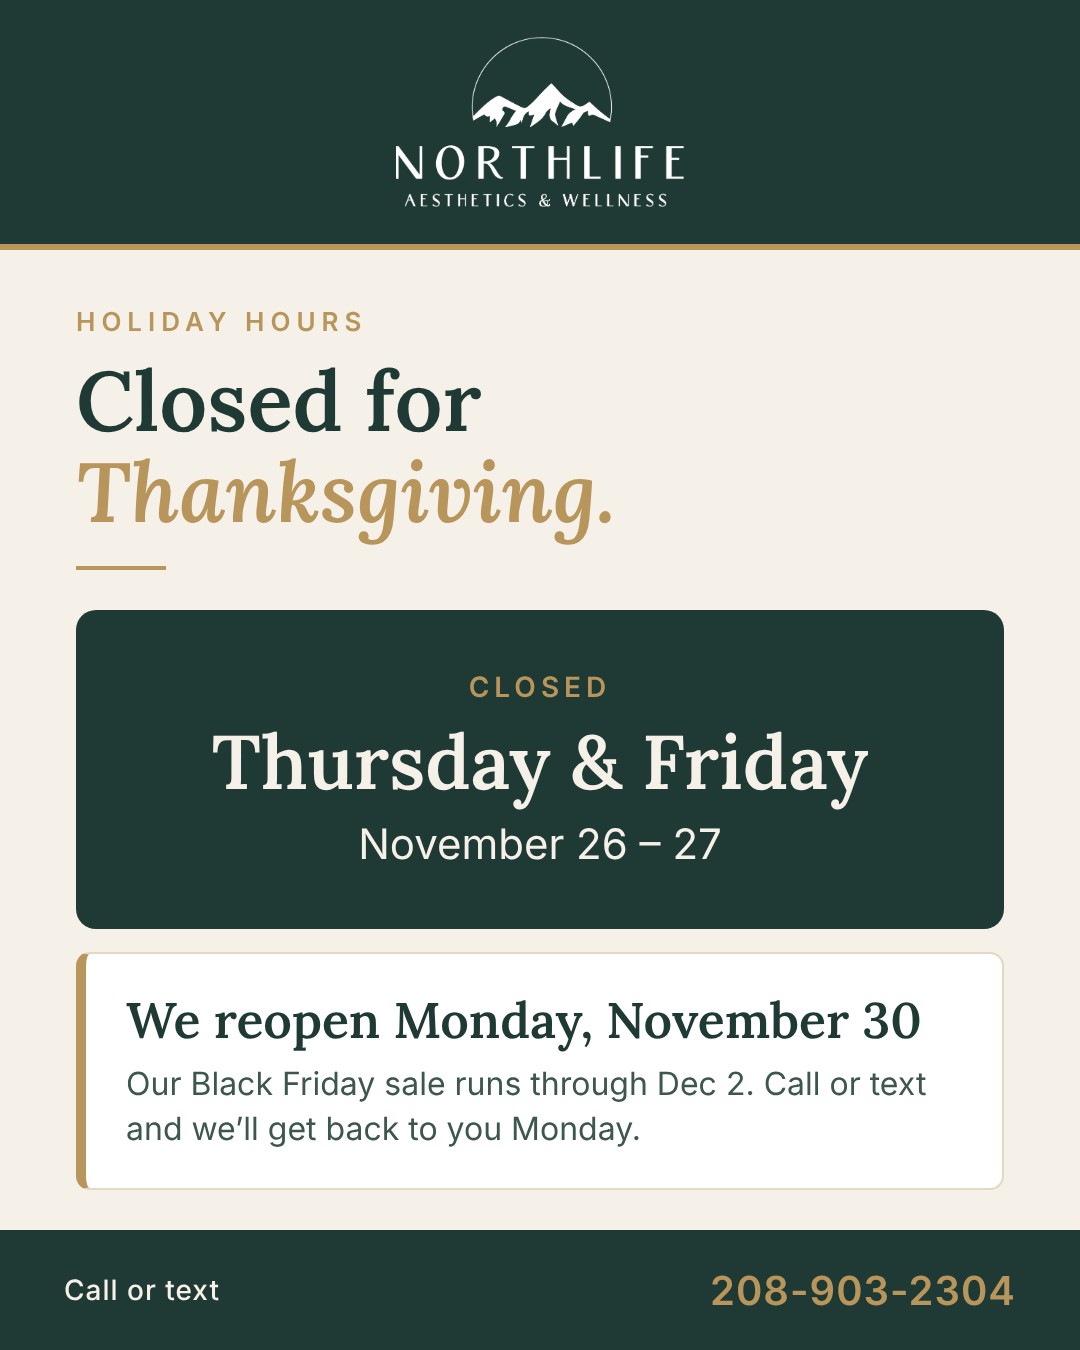 NORTHLIFE
AESTHETICS & WELLNESS
HOLIDAY HOURS
Closed for
Thanksgiving.
CLOSED
Thursday & Friday
November 26 – 27
We reopen Monday, November 30
Our Black Friday sale runs through Dec 2. Call or text
and we’ll get back to you Monday.
Call or text
208-903-2304